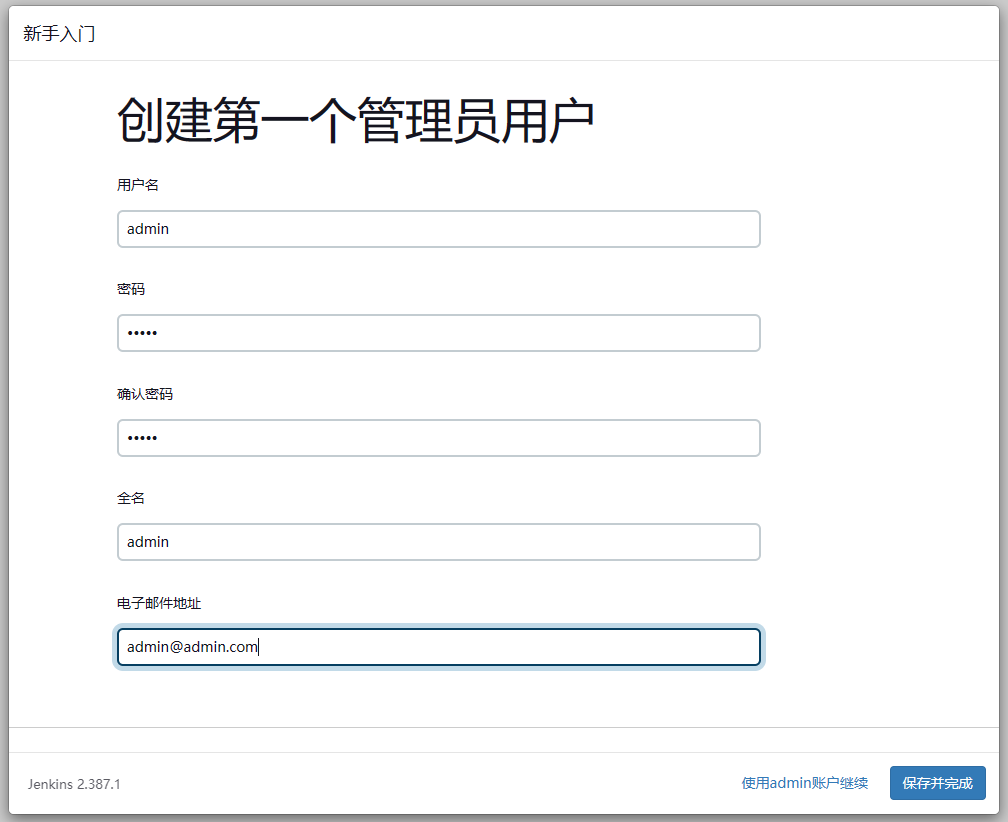 新手入门
创建第一个管理员用户
用户名
admin
密码
•••••
确认密码
•••••
全名
admin
电子邮件地址
admin@admin.com
Jenkins 2.387.1
使用admin账户继续
保存并完成